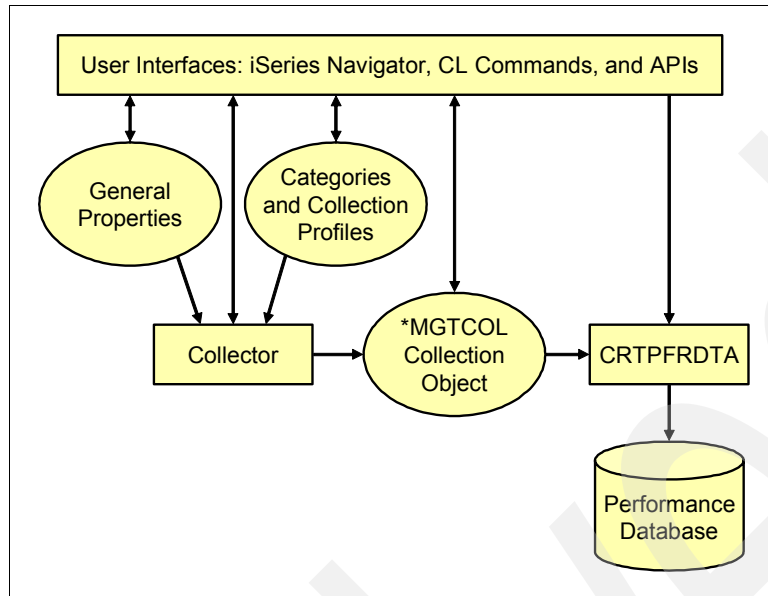 User Interfaces: iSeries Navigator, CL Commands, and APIs
General
Properties
Categories
and Collection
Profiles
Collector
*MGTCOL
Collection
Object
CRTPFRDTA
Performance
Database